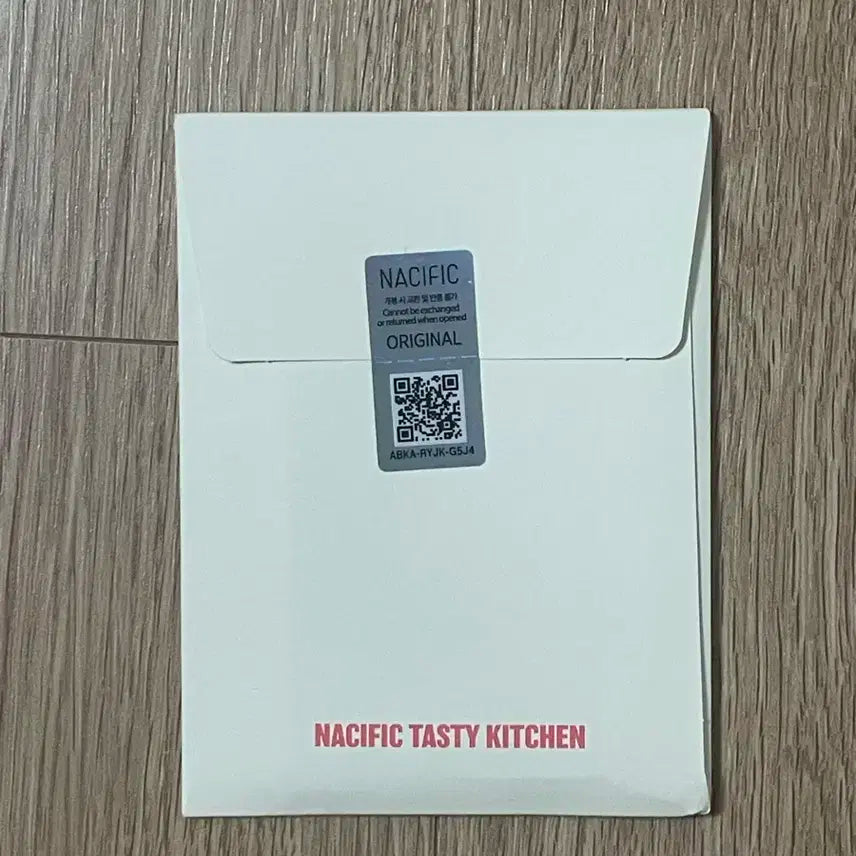 NACIFIC
개봉 시 교환 및 반품 불가
Cannot be exchanged
or returned when opened
ORIGINAL
ABKA-RYJK-G5J4
NACIFIC TASTY KITCHEN